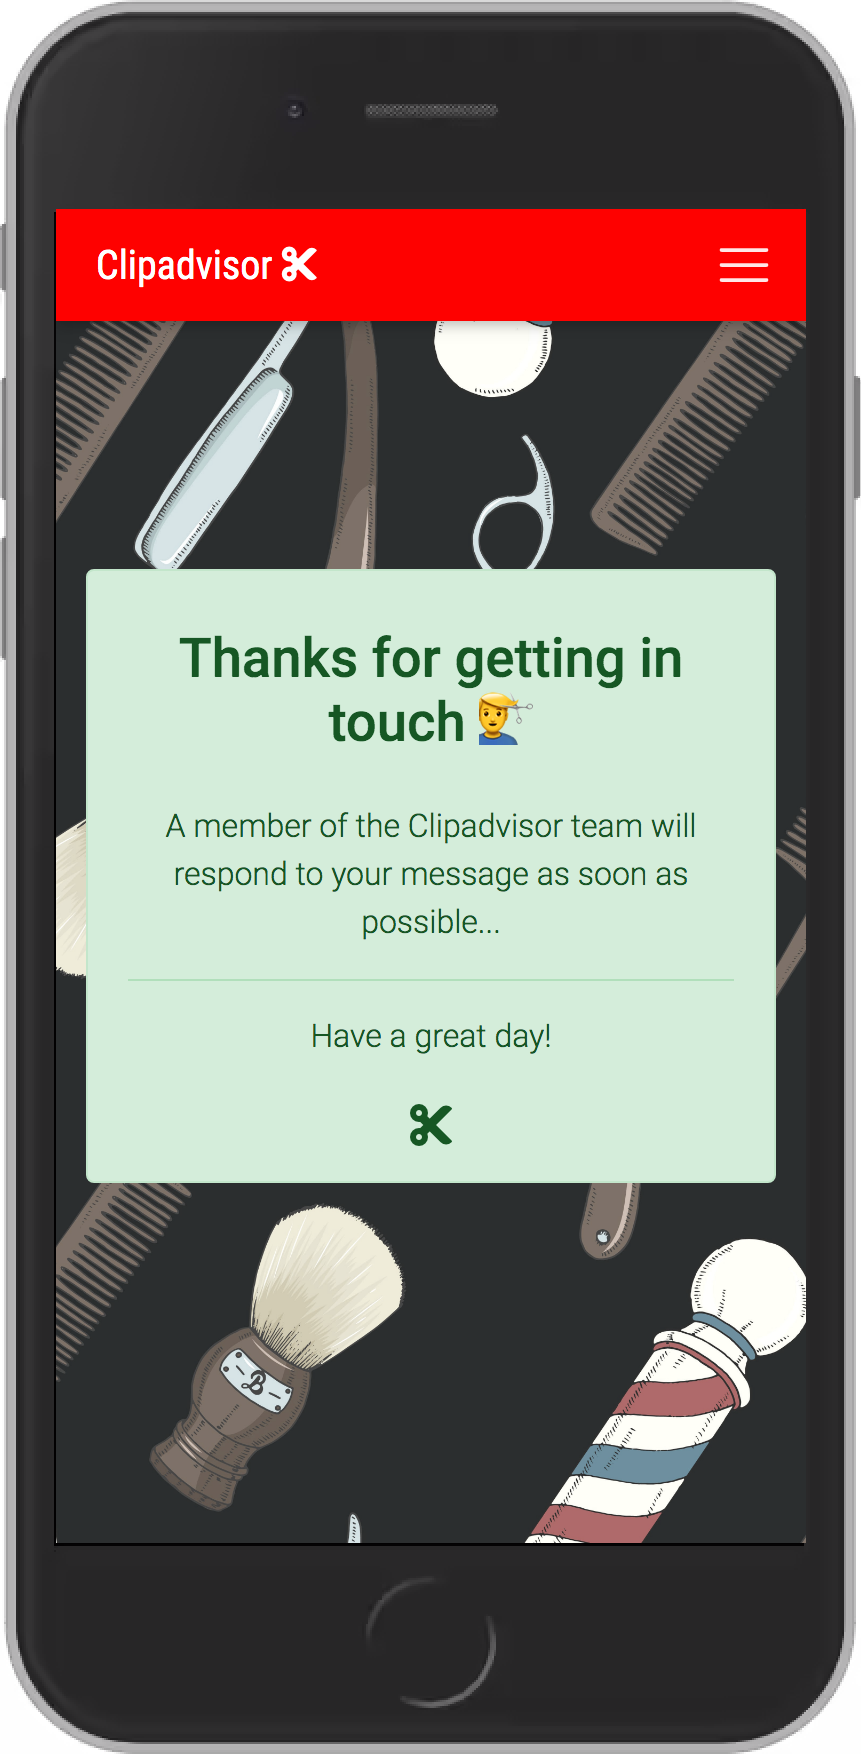 Clipadvisor
Thanks for getting in
touch
A member of the Clipadvisor team will
respond to your message as soon as
possible...
Have a great day!
B